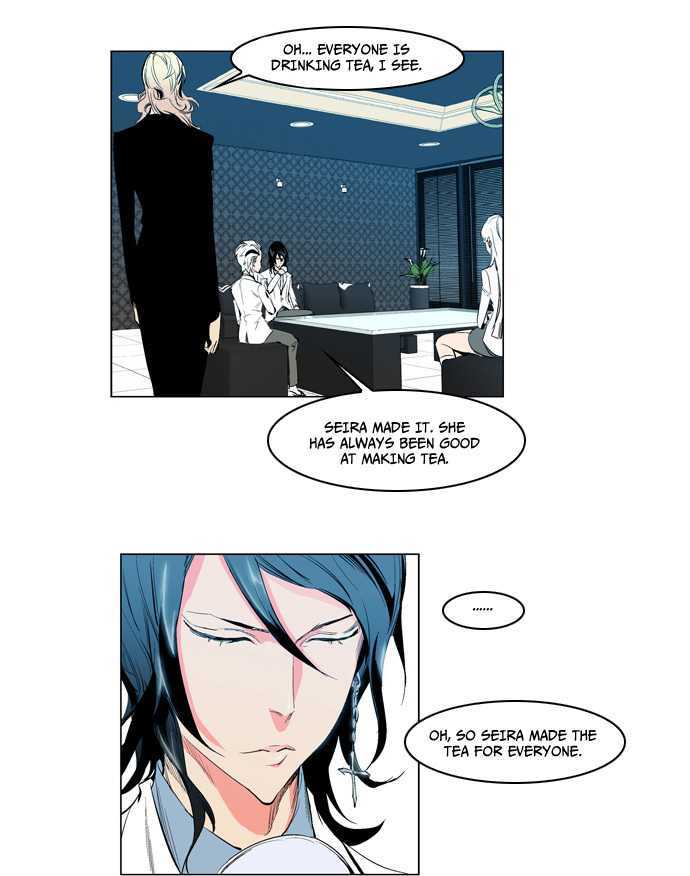 OH... EVERYONE IS
DRINKING TEA, I SEE.
SEIRA MADE IT. SHE
HAS ALWAYS BEEN GOOD
AT MAKING TEA.
......
OH, SO SEIRA MADE THE
TEA FOR EVERYONE.